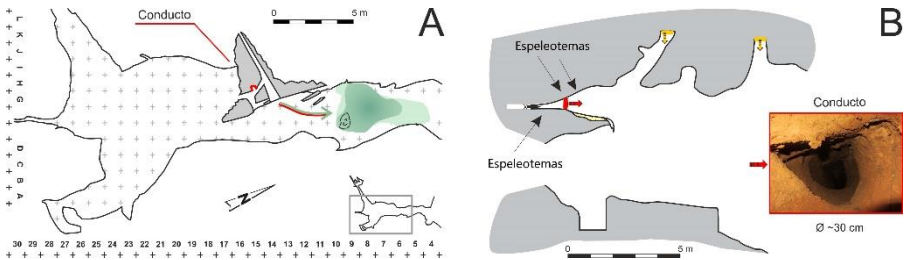 Conducto
0
5 m
A
L
K
J
I
H
G
D
C
B
A
N
30 29 28 27 26 25 24 23 22 21 20 19 18 17 16 15 14 13 12 11 10 9 8 7 6 5 4
B
Espeleotemas
Espeleotemas
Conducto
Ø ~30 cm
0
5 m